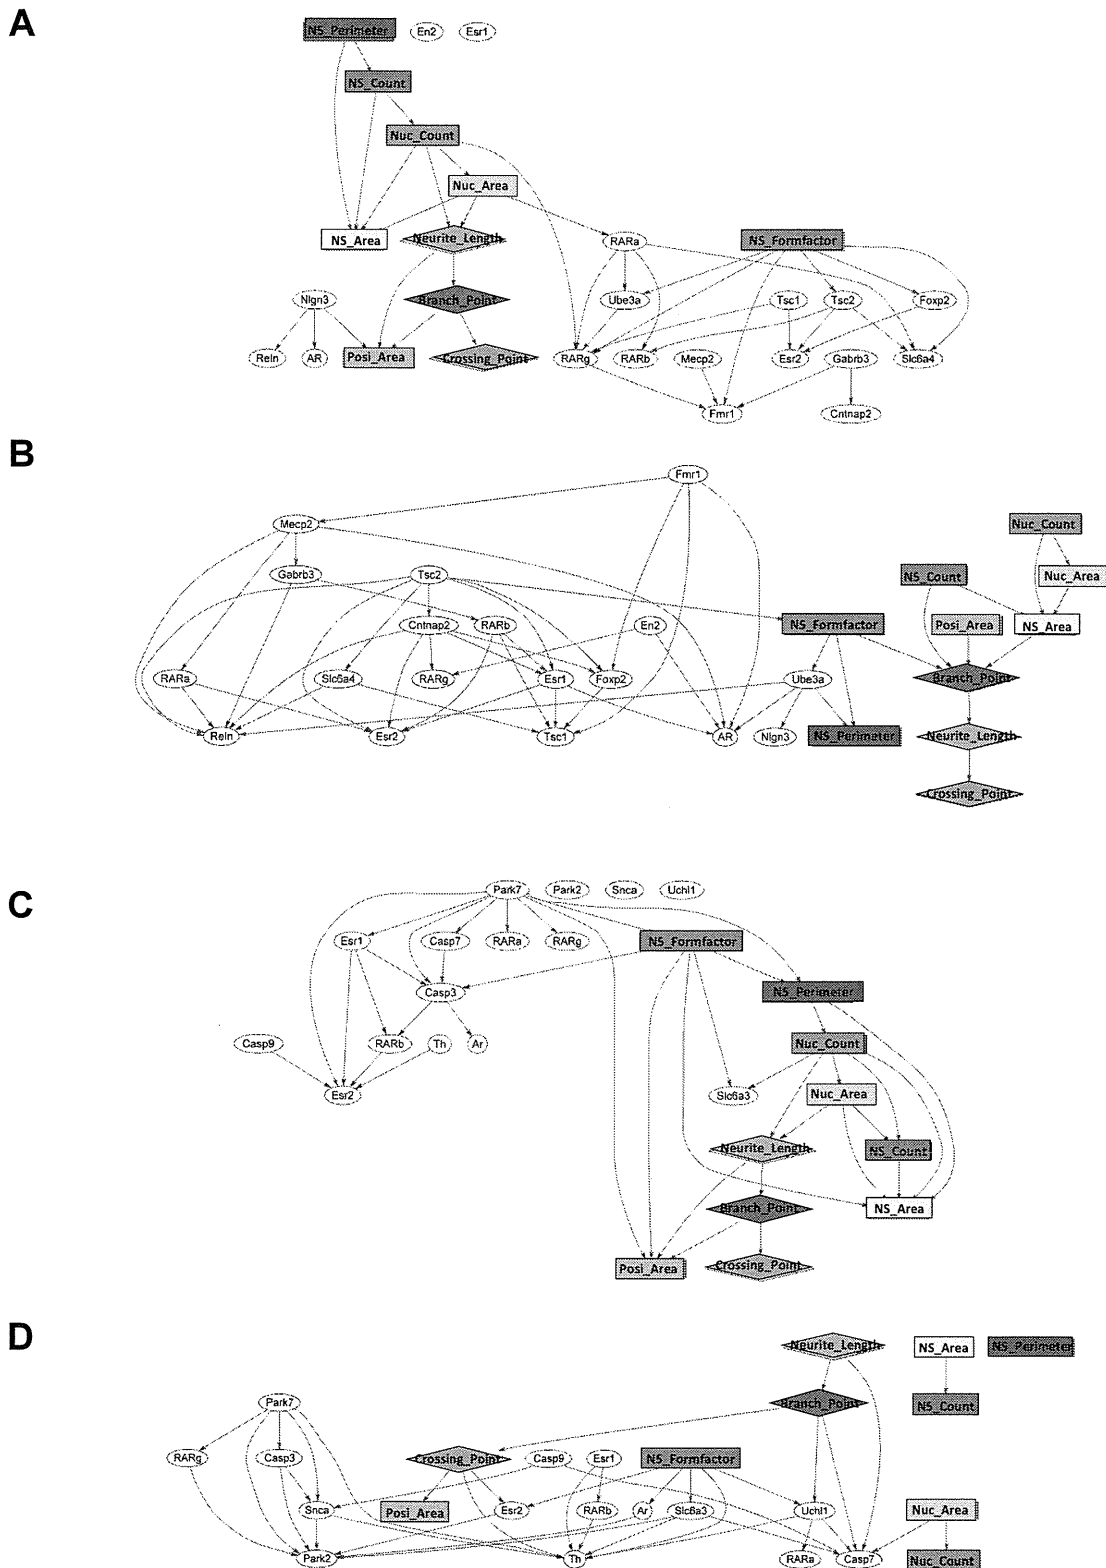 A
NS_Perimeter En2 Esr1
NS_Count
Nuc_Count
Nuc_Area
NS_Area Neurite_Length RARa NS_Formfactor
Nlgn3 Branch_Point Ube3a Tsc1 Tsc2 Foxp2
Reln AR Posi_Area Crossing_Point RARg RARb Mecp2 Esr2 Gabrb3 Slc6a4
Fmr1 Cntnap2
B
Fmr1
Mecp2 Nuc_Count
Gabrb3 Tsc2 NS_Count Nuc_Area
Cntnap2 RARb En2 NS_Formfactor Posi_Area NS_Area
RARa Slc6a4 RARg Esr1 Foxp2 Ube3a Branch_Point
Reln Esr2 Tsc1 AR Nlgn3 NS_Perimeter Neurite_Length
Crossing_Point
C
Park7 Park2 Snca Uchl1
Esr1 Casp7 RARa RARg NS_Formfactor
Casp3 NS_Perimeter
Casp9 RARb Th Ar Nuc_Count
Esr2 Slc6a3 Nuc_Area
Neurite_Length NS_Count
Branch_Point NS_Area
Posi_Area Crossing_Point
D
Neurite_Length NS_Area NS_Perimeter
Park7 Branch_Point NS_Count
RARg Casp3 Crossing_Point Casp9 Esr1 NS_Formfactor
Snca Posi_Area Esr2 RARb Ar Slc6a3 Uchl1 Nuc_Area
Park2 Th RARa Casp7 Nuc_Count